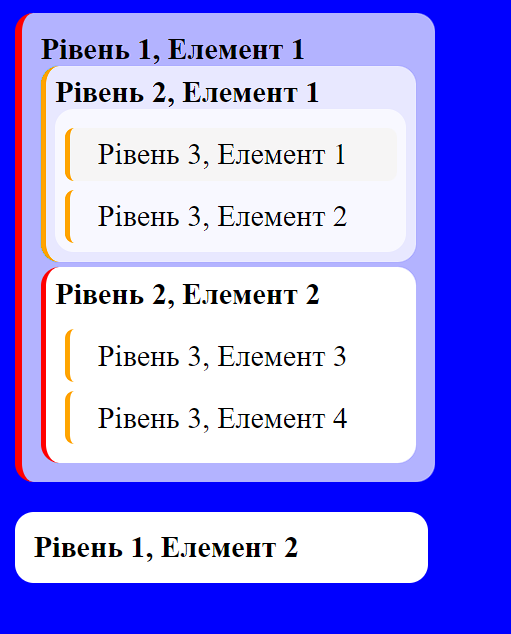 Рівень 1, Елемент 1
Рівень 2, Елемент 1
Рівень 3, Елемент 1
Рівень 3, Елемент 2
Рівень 2, Елемент 2
Рівень 3, Елемент 3
Рівень 3, Елемент 4
Рівень 1, Елемент 2